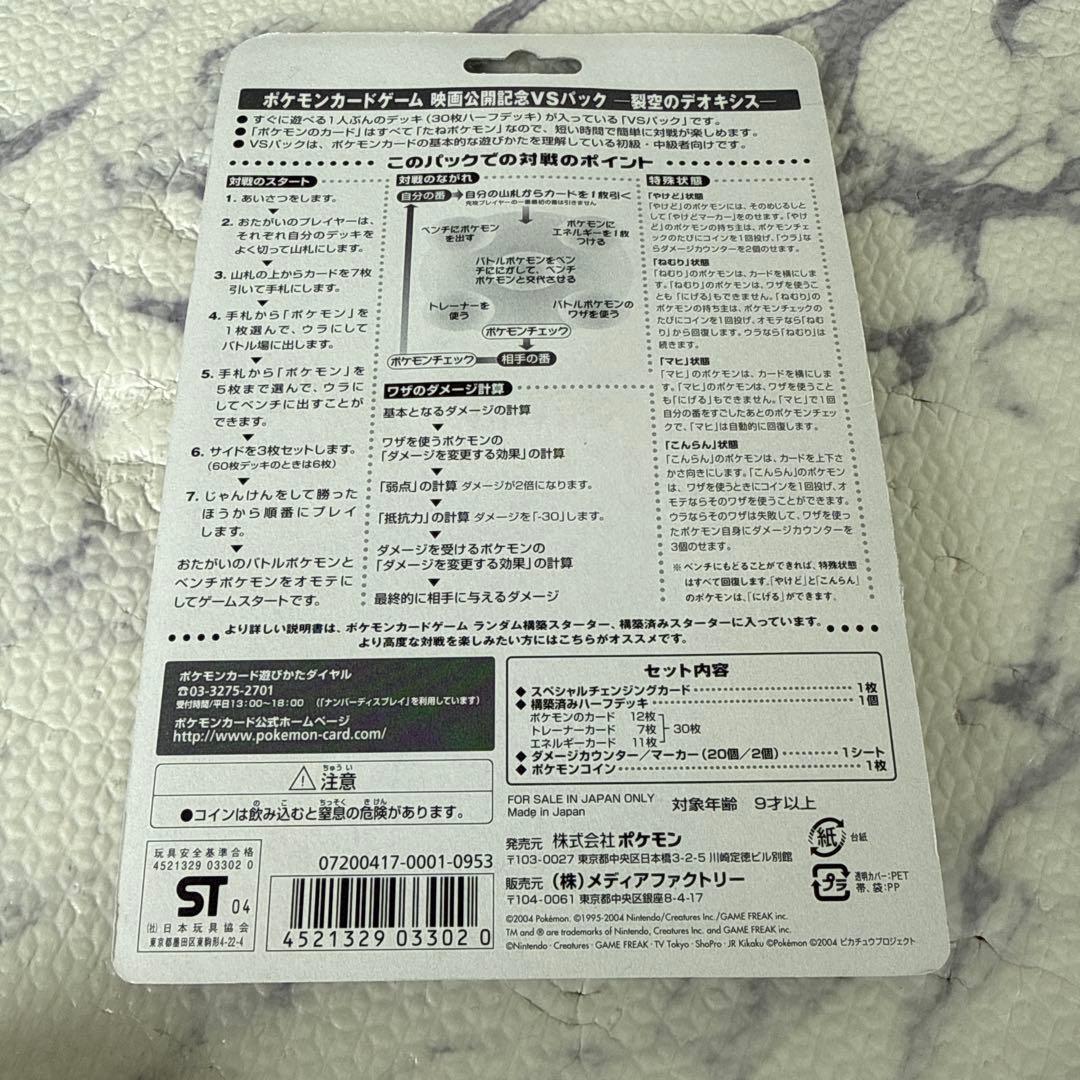 ポケモンカードゲーム 映画公開記念VSパック ―裂空のデオキシス―
● すぐに遊べる1人ぶんのデッキ(30枚ハーフデッキ)が入っている「VSパック」です。
● 「ポケモンのカード」はすべて「たねポケモン」なので、短い時間で簡単に対戦が楽しめます。
● VSパックは、ポケモンカードの基本的な遊びかたを理解している初級・中級者向けです。
このパックでの対戦のポイント
対戦のスタート
1. あいさつをします。
2. おたがいのプレイヤーは、
それぞれ自分のデッキを
よく切って山札にします。
3. 山札の上からカードを7枚
引いて手札にします。
4. 手札から「ポケモン」を
1枚選んで、ウラにして
バトル場に出します。
5. 手札から「ポケモン」を
5枚まで選んで、ウラに
してベンチに出すことが
できます。
6. サイドを3枚セットします。
(60枚デッキのときは6枚)
7. じゃんけんをして勝った
ほうから順番にプレイ
します。
おたがいのバトルポケモンと
ベンチポケモンをオモテに
してゲームスタートです。
対戦のながれ
自分の番
自分の山札からカードを1枚引く
先攻プレイヤーの一番最初の番は引きません
ベンチにポケモン
を出す
ポケモンに
エネルギーを1枚
つける
バトルポケモンをベン
チににがして、ベンチ
ポケモンと交代させる
トレーナーを
使う
バトルポケモンの
ワザを使う
ポケモンチェック
ポケモンチェック
相手の番
ワザのダメージ計算
基本となるダメージの計算
ワザを使うポケモンの
「ダメージを変更する効果」の計算
「弱点」の計算 ダメージが2倍になります。
「抵抗力」の計算 ダメージを「-30」します。
ダメージを受けるポケモンの
「ダメージを変更する効果」の計算
最終的に相手に与えるダメージ
特殊状態
「やけど」状態
「やけど」のポケモンには、そのめじるしと
して「やけどマーカー」をのせます。「やけ
ど」のポケモンの持ち主は、ポケモンチェッ
クのたびにコインを1回投げ、「ウラ」な
らダメージカウンターを2個のせます。
「ねむり」状態
「ねむり」のポケモンは、カードを横にしま
す。「ねむり」のポケモンは、ワザを使うこ
とも「にげる」もできません。「ねむり」の
ポケモンの持ち主は、ポケモンチェックの
たびにコインを1回投げ、オモテなら「ねむ
り」から回復します。ウラなら「ねむり」は
続きます。
「マヒ」状態
「マヒ」のポケモンは、カードを横にしま
す。「マヒ」のポケモンは、ワザを使うこと
も「にげる」もできません。「マヒ」で1回
自分の番をすごしたあとのポケモンチェッ
クで、「マヒ」は自動的に回復します。
「こんらん」状態
「こんらん」のポケモンは、カードを上下さ
かさ向きにします。「こんらん」のポケモン
は、ワザを使うときにコインを1回投げ、オ
モテならそのワザを使うことができます。
ウラならそのワザは失敗して、ワザを使っ
たポケモン自身にダメージカウンターを
3個のせます。
※ ベンチにもどることができれば、特殊状態
はすべて回復します。「やけど」と「こんらん」
のポケモンは、「にげる」ができます。
より詳しい説明書は、ポケモンカードゲーム ランダム構築スターター、構築済みスターターに入っています。
より高度な対戦を楽しみたい方にはこちらがオススメです。
ポケモンカード遊びかたダイヤル
☎03-3275-2701
受付時間/平日13:00〜18:00 (「ナンバーディスプレイ」を利用しています)
ポケモンカード公式ホームページ
http://www.pokemon-card.com/
セット内容
◆ スペシャルチェンジングカード 1枚
◆ 構築済みハーフデッキ 1個
ポケモンのカード 12枚
トレーナーカード 7枚 30枚
エネルギーカード 11枚
◆ ダメージカウンター/マーカー(20個/2個) 1シート
◆ ポケモンコイン 1枚
ちゅうい
⚠ 注意
の こ ちっそく きけん
●コインは飲み込むと窒息の危険があります。
FOR SALE IN JAPAN ONLY
Made in Japan
対象年齢 9才以上
玩具安全基準合格
4521329 03302 0
ST 04
(社)日本玩具協会
東京都墨田区東駒形4-22-4
07200417-0001-0953
4 521329 033020
発売元 株式会社 ポケモン
〒103-0027 東京都中央区日本橋3-2-5 川崎定徳ビル別館
販売元 (株)メディアファクトリー
〒104-0061 東京都中央区銀座8-4-17
紙 台紙
プラ 透明カバー:PET
帯、袋:PP
©2004 Pokémon. ©1995-2004 Nintendo/Creatures Inc./GAME FREAK inc.
TM and ® are trademarks of Nintendo, Creatures Inc. and GAME FREAK inc.
©Nintendo・Creatures・GAME FREAK・TV Tokyo・ShoPro・JR Kikaku ©Pokémon ©2004 ピカチュウプロジェクト